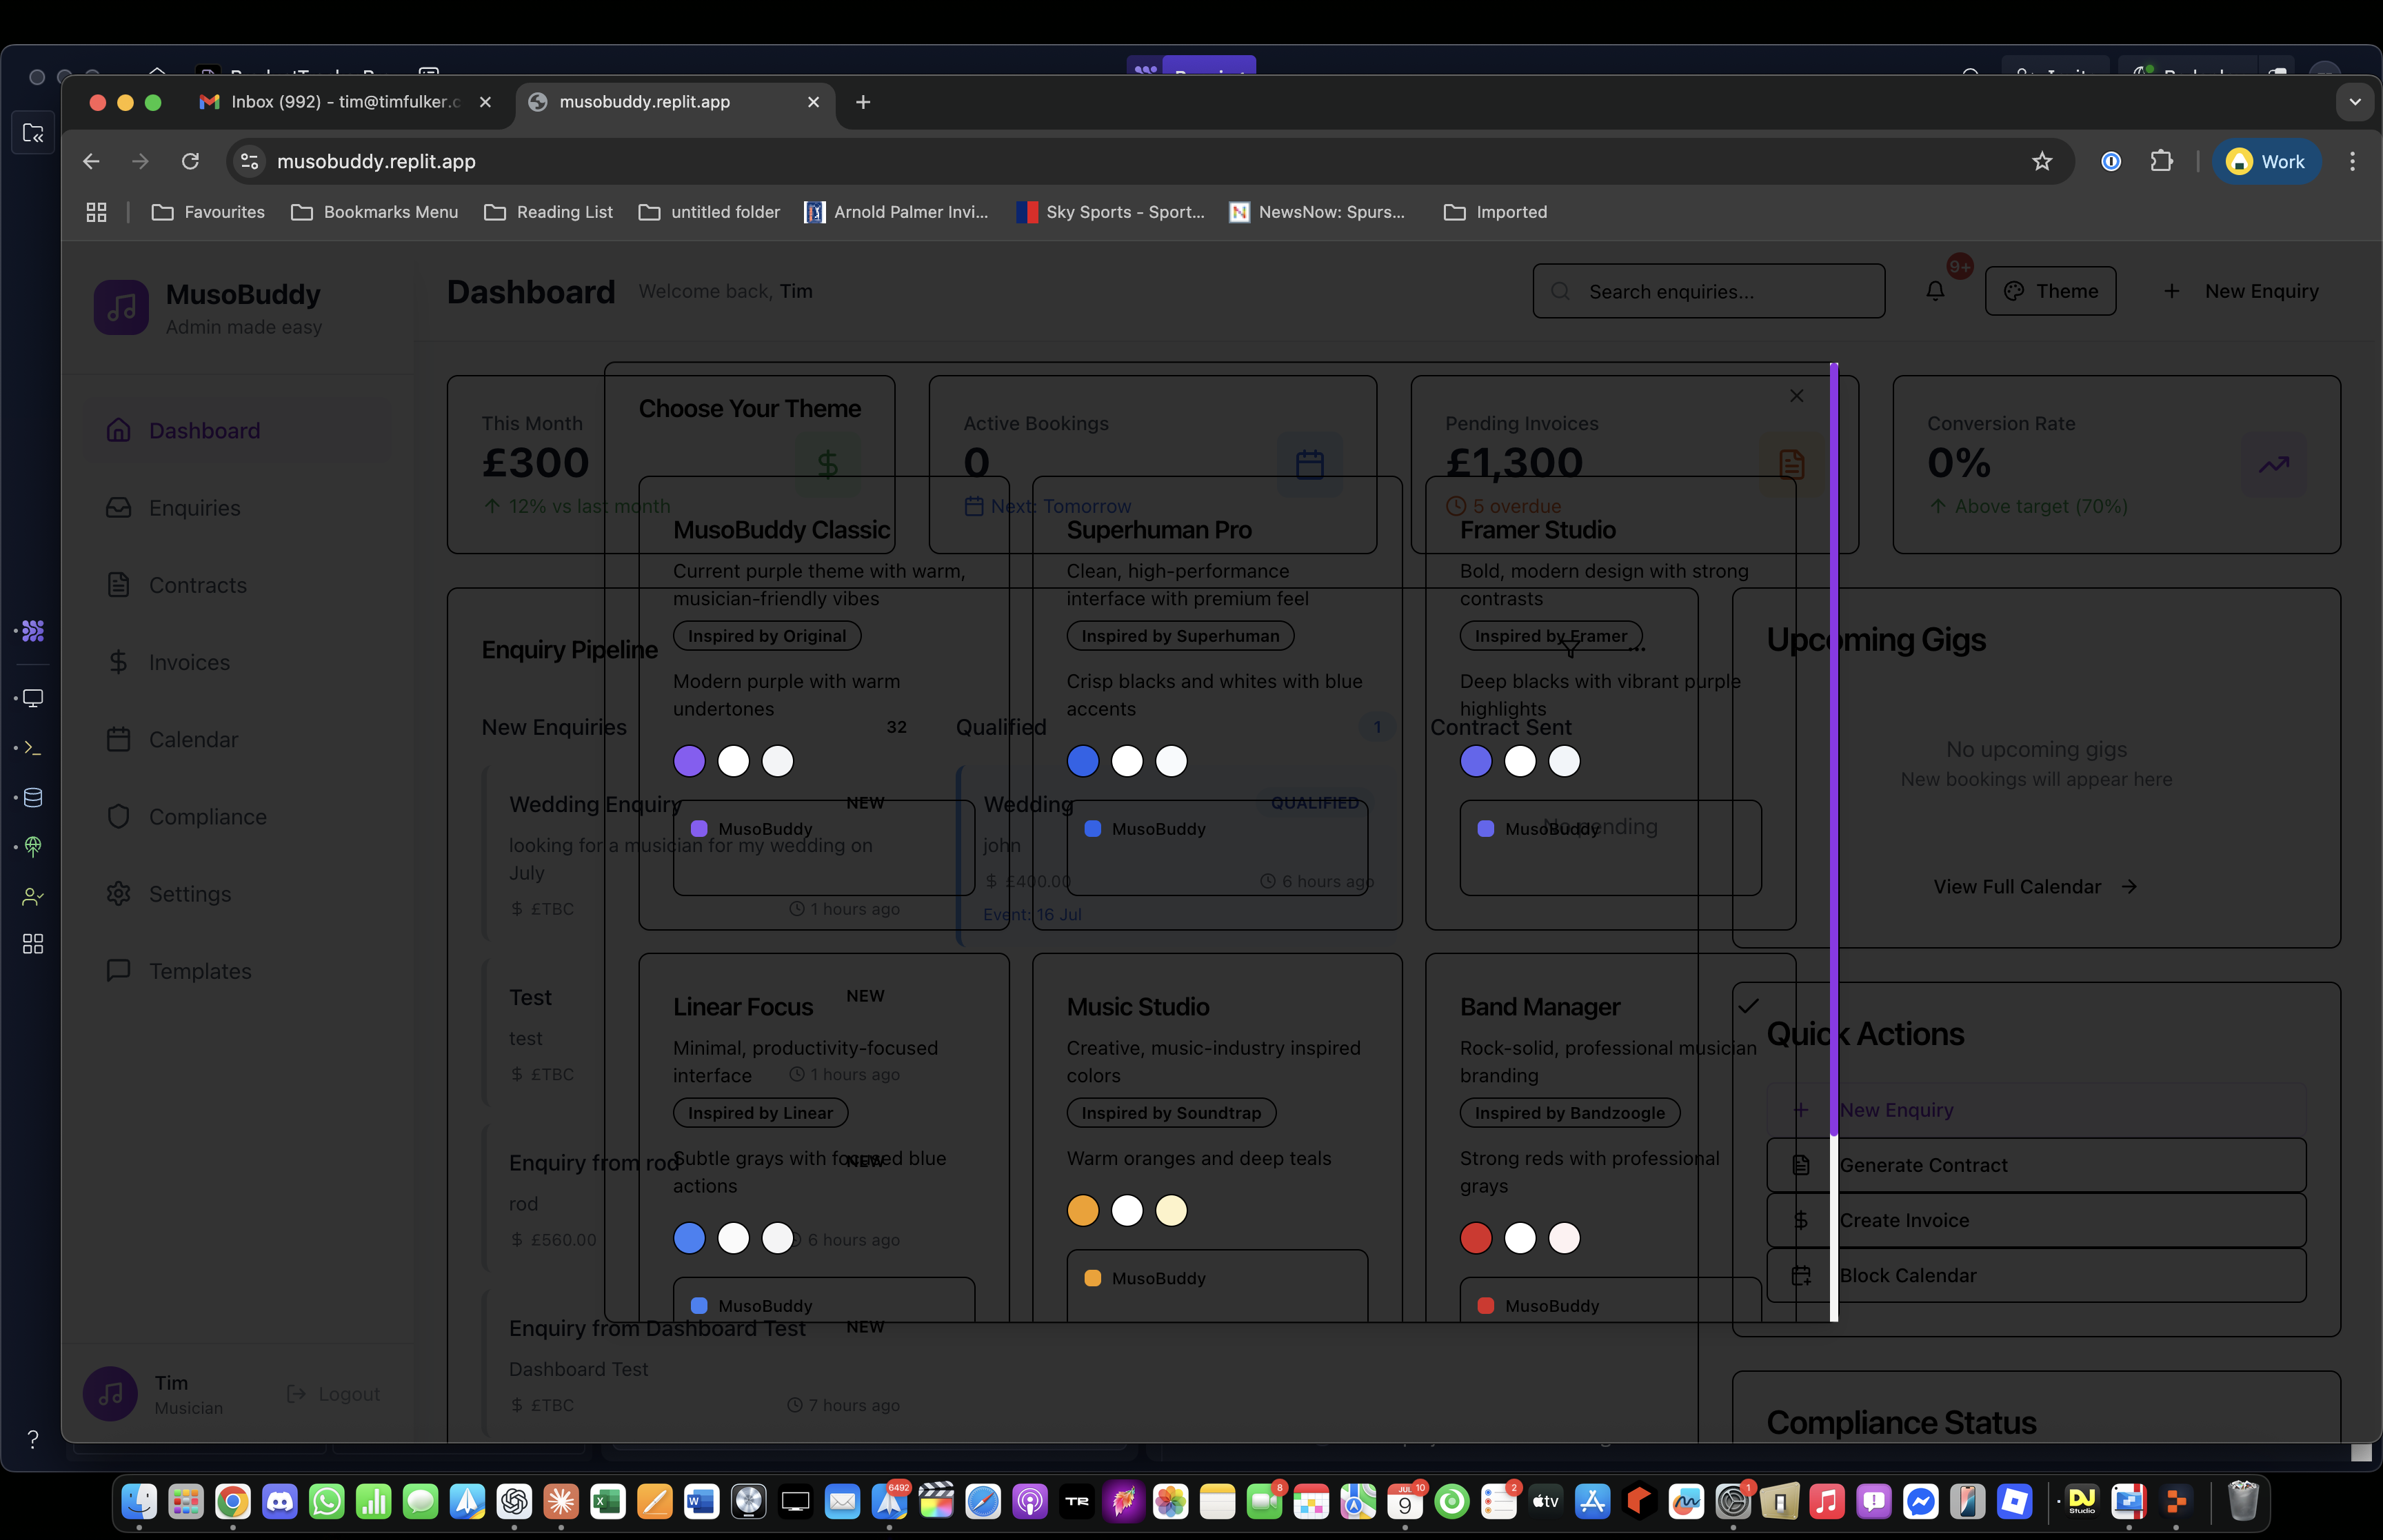 Inbox (992) - tim@timfulker.c
musobuddy.replit.app
musobuddy.replit.app
Work
Favourites
Bookmarks Menu
Reading List
untitled folder
Arnold Palmer Invi...
Sky Sports - Sport...
NewsNow: Spurs...
Imported
MusoBuddy
Admin made easy
Dashboard
Welcome back, Tim
Search enquiries...
9+
Theme
New Enquiry
Dashboard
Enquiries
Contracts
Invoices
Calendar
Compliance
Settings
Templates
Tim
Musician
Logout
This Month
£300
12% vs last month
Active Bookings
0
Next: Tomorrow
Pending Invoices
£1,300
5 overdue
Conversion Rate
0%
Above target (70%)
Choose Your Theme
MusoBuddy Classic
Current purple theme with warm,
musician-friendly vibes
Inspired by Original
Modern purple with warm
undertones
MusoBuddy
Superhuman Pro
Clean, high-performance
interface with premium feel
Inspired by Superhuman
Crisp blacks and whites with blue
accents
MusoBuddy
Framer Studio
Bold, modern design with strong
contrasts
Inspired by Framer
Deep blacks with vibrant purple
highlights
MusoBuddy
Linear Focus
Minimal, productivity-focused
interface
Inspired by Linear
Subtle grays with focused blue
actions
MusoBuddy
Music Studio
Creative, music-industry inspired
colors
Inspired by Soundtrap
Warm oranges and deep teals
MusoBuddy
Band Manager
Rock-solid, professional musician
branding
Inspired by Bandzoogle
Strong reds with professional
grays
MusoBuddy
Enquiry Pipeline
New Enquiries
32
Wedding Enquiry
NEW
looking for a musician for my wedding on
July
$ £TBC
1 hours ago
Test
NEW
test
$ £TBC
1 hours ago
Enquiry from rod
NEW
rod
$ £560.00
6 hours ago
Enquiry from Dashboard Test
NEW
Dashboard Test
$ £TBC
7 hours ago
Qualified
1
Wedding
QUALIFIED
john
$ £400.00
6 hours ago
Event: 16 Jul
Contract Sent
No pending
Upcoming Gigs
No upcoming gigs
New bookings will appear here
View Full Calendar
Quick Actions
New Enquiry
Generate Contract
Create Invoice
Block Calendar
Compliance Status
6492
8
JUL
10
9
2
tv
1
TR
DJ
Studio